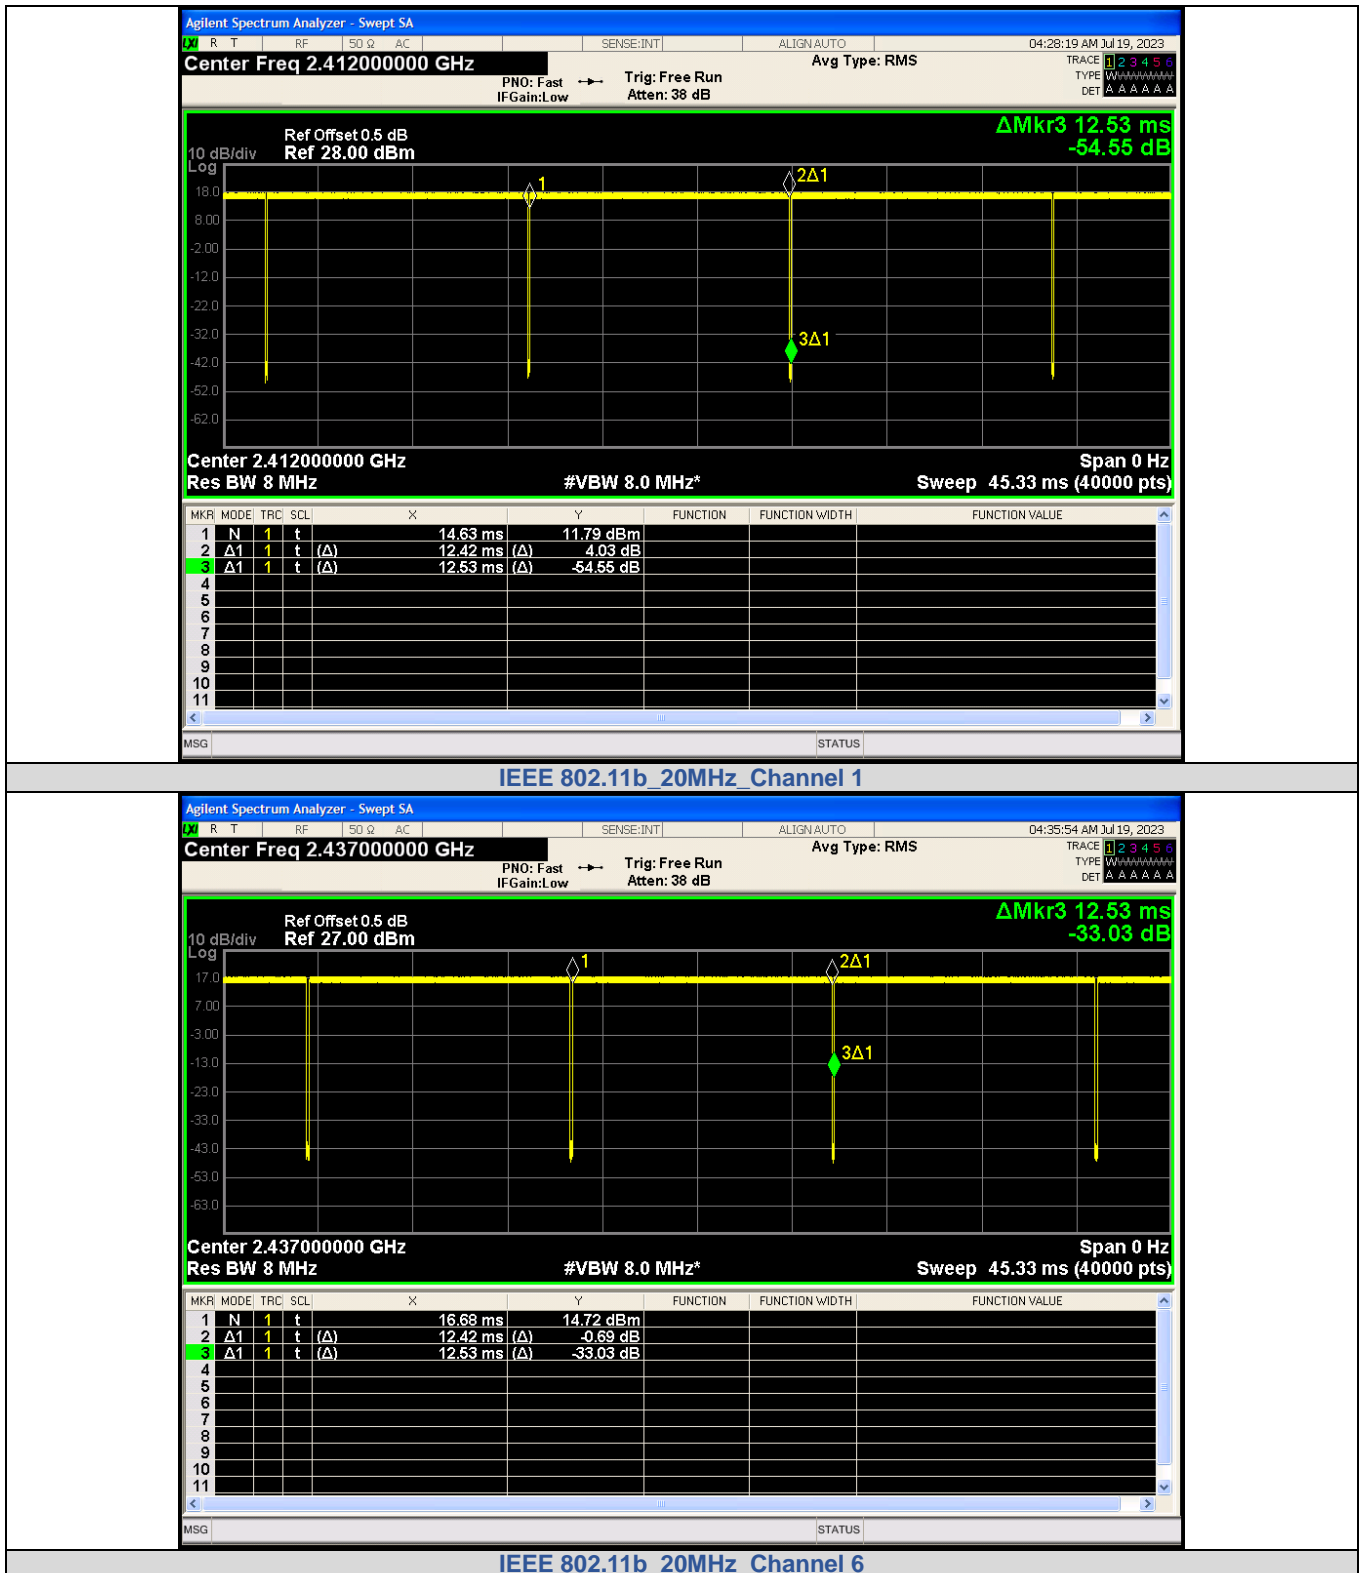 Agilent Spectrum Analyzer - Swept SA
LXI R T RF 50 Ω AC SENSE:INT ALIGN AUTO 04:28:19 AM Jul 19, 2023
Center Freq 2.412000000 GHz Avg Type: RMS TRACE 1 2 3 4 5 6
PNO: Fast Trig: Free Run TYPE
IFGain:Low Atten: 38 dB DET A A A A A A
ΔMkr3 12.53 ms
Ref Offset 0.5 dB
10 dB/div Ref 28.00 dBm -54.55 dB
Log
1
2Δ1
18.0
8.00
-2.00
-12.0
-22.0
-32.0
3Δ1
-42.0
-52.0
-62.0
Center 2.412000000 GHz Span 0 Hz
Res BW 8 MHz #VBW 8.0 MHz* Sweep 45.33 ms (40000 pts)
MKR MODE TRC SCL X Y FUNCTION FUNCTION WIDTH FUNCTION VALUE
1 N 1 t 14.63 ms 11.79 dBm
2 Δ1 1 t (Δ) 12.42 ms (Δ) 4.03 dB
3 Δ1 1 t (Δ) 12.53 ms (Δ) -54.55 dB
4
5
6
7
8
9
10
11
MSG STATUS
IEEE 802.11b_20MHz_Channel 1
Agilent Spectrum Analyzer - Swept SA
LXI R T RF 50 Ω AC SENSE:INT ALIGN AUTO 04:35:54 AM Jul 19, 2023
Center Freq 2.437000000 GHz Avg Type: RMS TRACE 1 2 3 4 5 6
PNO: Fast Trig: Free Run TYPE
IFGain:Low Atten: 38 dB DET A A A A A A
ΔMkr3 12.53 ms
Ref Offset 0.5 dB
10 dB/div Ref 27.00 dBm -33.03 dB
Log
1
2Δ1
17.0
7.00
-3.00
3Δ1
-13.0
-23.0
-33.0
-43.0
-53.0
-63.0
Center 2.437000000 GHz Span 0 Hz
Res BW 8 MHz #VBW 8.0 MHz* Sweep 45.33 ms (40000 pts)
MKR MODE TRC SCL X Y FUNCTION FUNCTION WIDTH FUNCTION VALUE
1 N 1 t 16.68 ms 14.72 dBm
2 Δ1 1 t (Δ) 12.42 ms (Δ) -0.69 dB
3 Δ1 1 t (Δ) 12.53 ms (Δ) -33.03 dB
4
5
6
7
8
9
10
11
MSG STATUS
IEEE 802.11b_20MHz_Channel 6